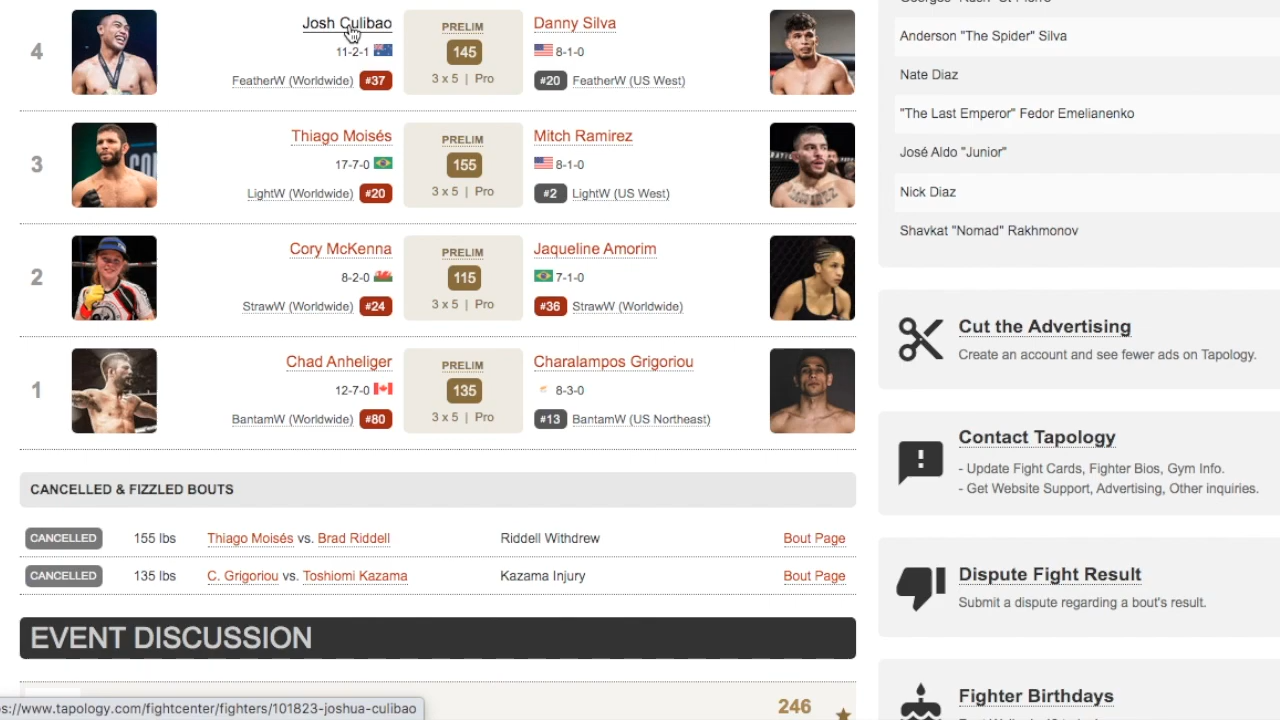 4
Josh Culibao
11-2-1
FeatherW (Worldwide) #37
PRELIM
145
3 x 5 | Pro
Danny Silva
8-1-0
#20 FeatherW (US West)
3
Thiago Moisés
17-7-0
LightW (Worldwide) #20
PRELIM
155
3 x 5 | Pro
Mitch Ramirez
8-1-0
#2 LightW (US West)
2
Cory McKenna
8-2-0
StrawW (Worldwide) #24
PRELIM
115
3 x 5 | Pro
Jaqueline Amorim
7-1-0
#36 StrawW (Worldwide)
1
Chad Anheliger
12-7-0
BantamW (Worldwide) #80
PRELIM
135
3 x 5 | Pro
Charalampos Grigoriou
8-3-0
#13 BantamW (US Northeast)
CANCELLED & FIZZLED BOUTS
CANCELLED 155 lbs Thiago Moisés vs. Brad Riddell Riddell Withdrew Bout Page
CANCELLED 135 lbs C. Grigoriou vs. Toshiomi Kazama Kazama Injury Bout Page
EVENT DISCUSSION
246
s://www.tapology.com/fightcenter/fighters/101823-joshua-culibao
Anderson "The Spider" Silva
Nate Diaz
"The Last Emperor" Fedor Emelianenko
José Aldo "Junior"
Nick Diaz
Shavkat "Nomad" Rakhmonov
Cut the Advertising
Create an account and see fewer ads on Tapology.
Contact Tapology
- Update Fight Cards, Fighter Bios, Gym Info.
- Get Website Support, Advertising, Other inquiries.
Dispute Fight Result
Submit a dispute regarding a bout's result.
Fighter Birthdays